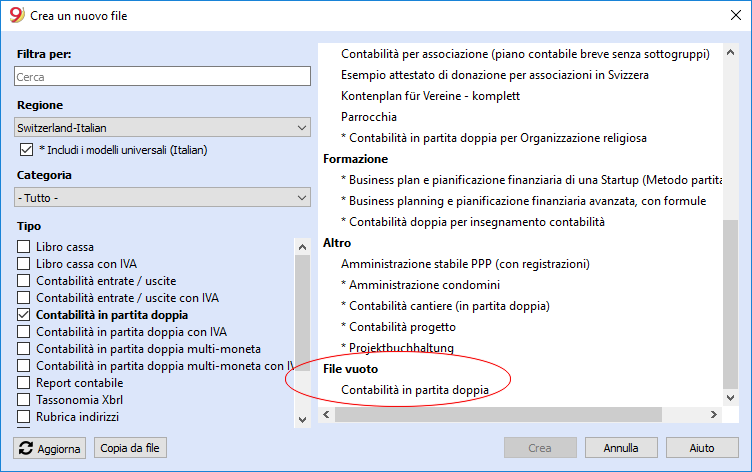 9 Crea un nuovo file
Filtra per:
Cerca
Regione
Switzerland-Italian
* Includi i modelli universali (Italian)
Categoria
- Tutto -
Tipo
Libro cassa
Libro cassa con IVA
Contabilità entrate / uscite
Contabilità entrate / uscite con IVA
Contabilità in partita doppia
Contabilità in partita doppia con IVA
Contabilità in partita doppia multi-moneta
Contabilità in partita doppia multi-moneta con IV
Report contabile
Tassonomia Xbrl
Rubrica indirizzi
Contabilità per associazione (piano contabile breve senza sottogruppi)
Esempio attestato di donazione per associazioni in Svizzera
Kontenplan für Vereine - komplett
Parrocchia
* Contabilità in partita doppia per Organizzazione religiosa
Formazione
* Business plan e pianificazione finanziaria di una Startup (Metodo partita
* Business planning e pianificazione finanziaria avanzata, con formule
* Contabilità doppia per insegnamento contabilità
Altro
Amministrazione stabile PPP (con registrazioni)
* Amministrazione condomini
* Contabilità cantiere (in partita doppia)
* Contabilità progetto
* Projektbuchhaltung
File vuoto
Contabilità in partita doppia
Aggiorna
Copia da file
Crea
Annulla
Aiuto